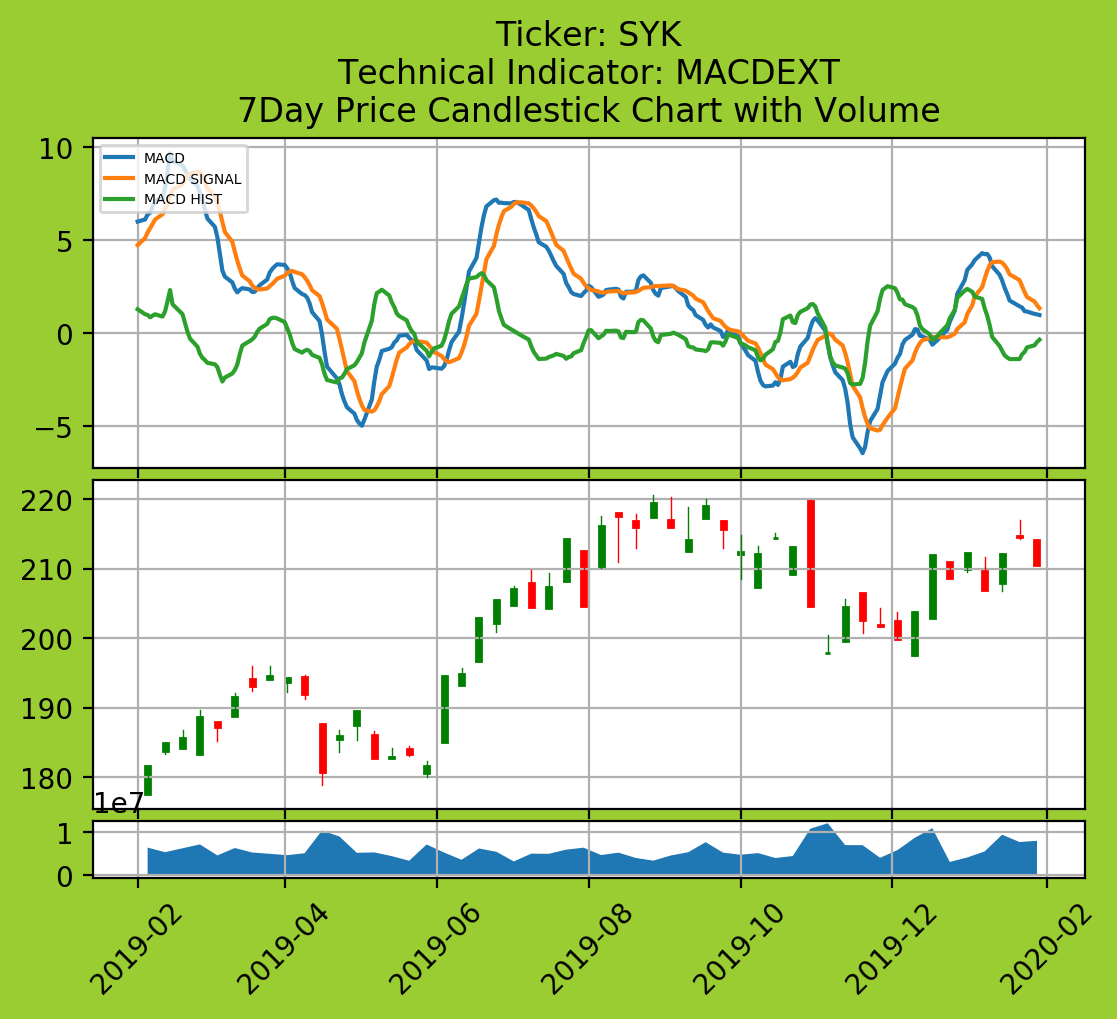 Ticker: SYK
Technical Indicator: MACDEXT
7Day Price Candlestick Chart with Volume
10
5
0
−5
MACD
MACD SIGNAL
MACD HIST
220
210
200
190
180
1e7
1
0
2019-02
2019-04
2019-06
2019-08
2019-10
2019-12
2020-02